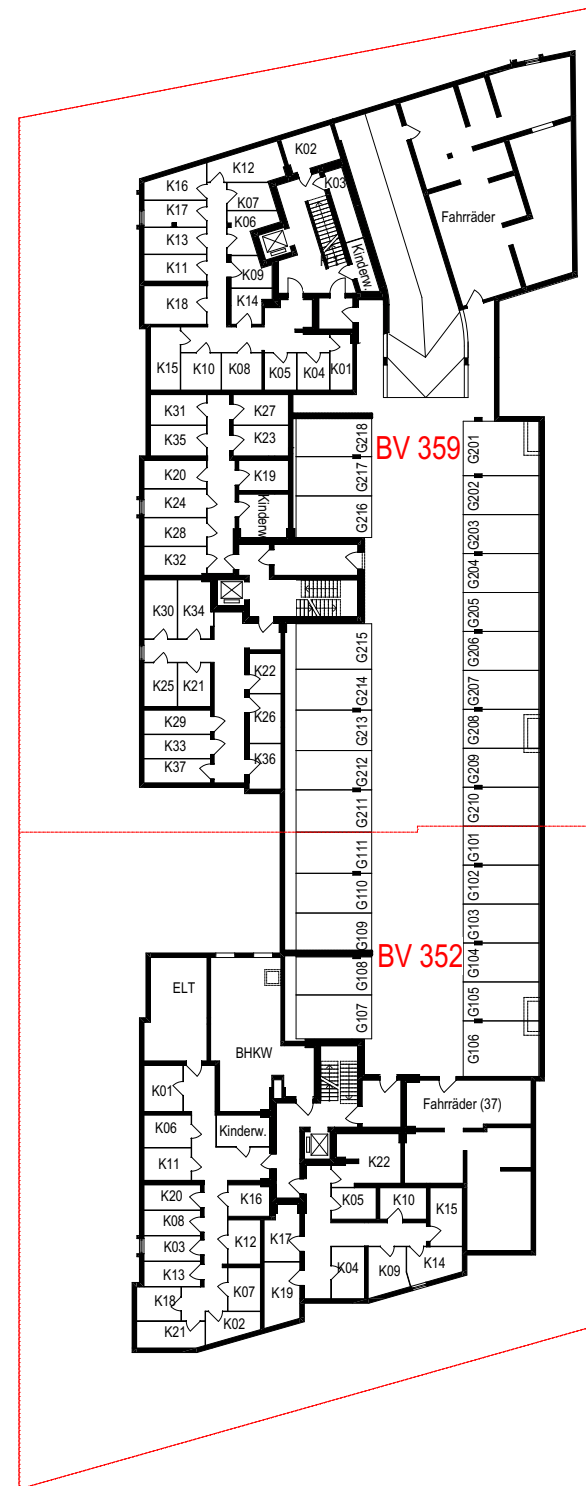 K02
K12
K16
K03
K07
K17
K06
Fahrräder
K13
Kinderw.
K11
K09
K14
K18
K15
K10
K08
K05
K04
K01
K31
K27
K35
K23
G218
BV 359
G201
G217
K20
K19
G202
K24
Kinderw.
G216
G203
K28
K32
G204
K30
K34
G205
G215
G206
K25
K21
K22
G214
G207
K26
K29
G213
G208
K33
K37
K36
G212
G209
G211
G210
G111
G101
G110
G102
G109
G103
BV 352
G108
G104
ELT
G107
G105
BHKW
G106
K01
Fahrräder (37)
K06
Kinderw.
K11
K22
K20
K16
K05
K10
K15
K08
K03
K12
K17
K13
K04
K09
K14
K18
K07
K19
K21
K02